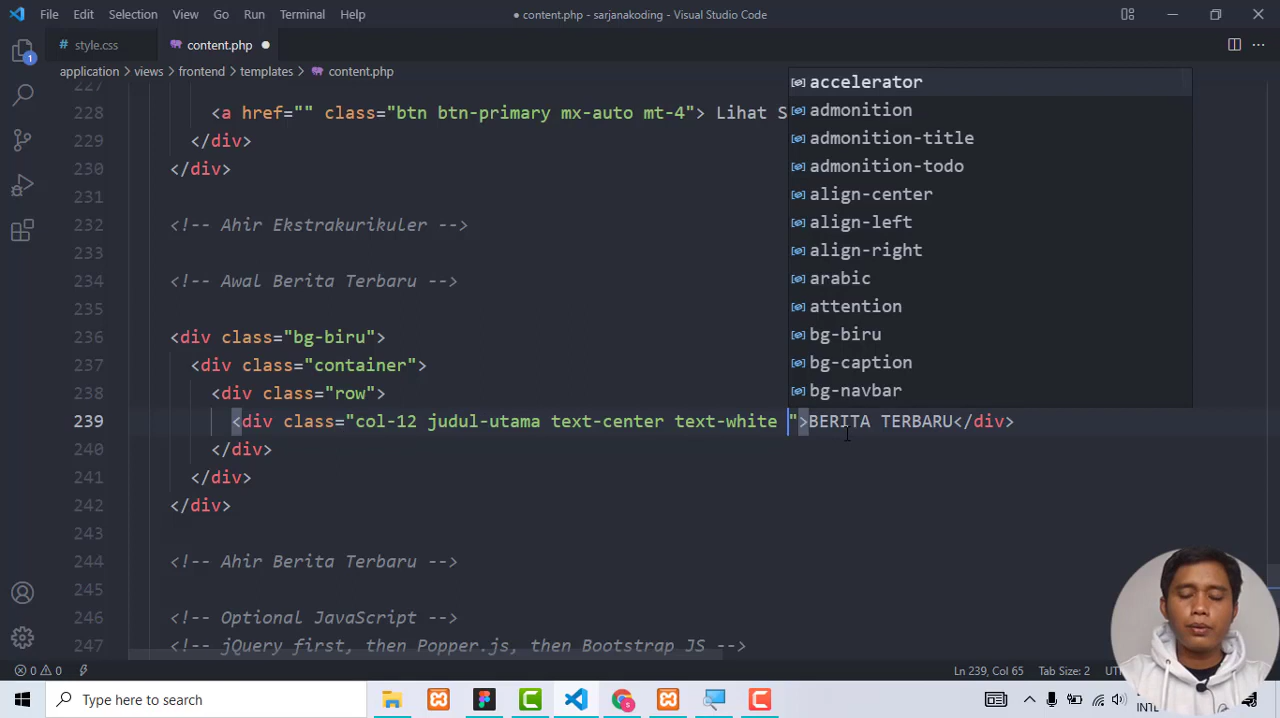 File Edit Selection View Go Run Terminal Help
● content.php - sarjanakoding - Visual Studio Code
# style.css
content.php ●
application > views > frontend > templates > content.php
227
228 <a href="" class="btn btn-primary mx-auto mt-4"> Lihat S
229 </div>
230 </div>
231
232 <!-- Ahir Ekstrakurikuler -->
233
234 <!-- Awal Berita Terbaru -->
235
236 <div class="bg-biru">
237 <div class="container">
238 <div class="row">
239 <div class="col-12 judul-utama text-center text-white ">BERITA TERBARU</div>
240 </div>
241 </div>
242 </div>
243
244 <!-- Ahir Berita Terbaru -->
245
246 <!-- Optional JavaScript -->
247 <!-- jQuery first, then Popper.js, then Bootstrap JS -->
accelerator
admonition
admonition-title
admonition-todo
align-center
align-left
align-right
arabic
attention
bg-biru
bg-caption
bg-navbar
1
0 0
Ln 239, Col 65 Tab Size: 2
Type here to search